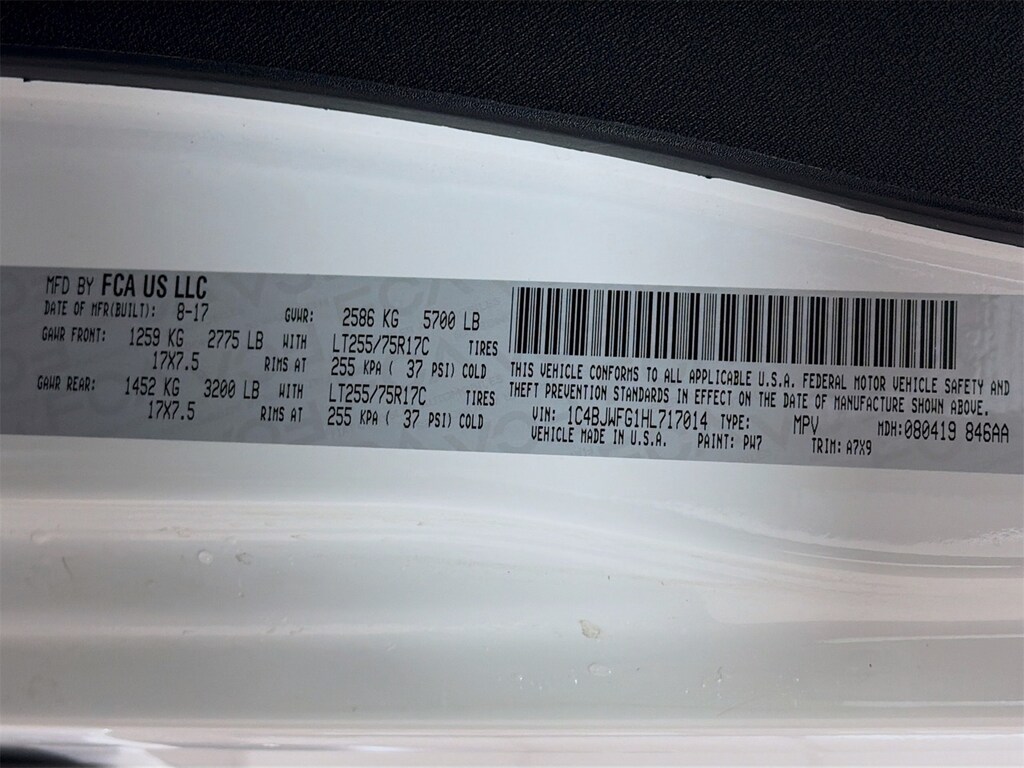 MFD BY FCA US LLC
DATE OF MFR(BUILT): 8-17 GVWR: 2586 KG 5700 LB
GAWR FRONT: 1259 KG 2775 LB WITH LT255/75R17C TIRES
17X7.5 RIMS AT 255 KPA ( 37 PSI) COLD
GAWR REAR: 1452 KG 3200 LB WITH LT255/75R17C TIRES
17X7.5 RIMS AT 255 KPA ( 37 PSI) COLD
THIS VEHICLE CONFORMS TO ALL APPLICABLE U.S.A. FEDERAL MOTOR VEHICLE SAFETY AND
THEFT PREVENTION STANDARDS IN EFFECT ON THE DATE OF MANUFACTURE SHOWN ABOVE.
VIN: 1C4BJWFG1HL717014 TYPE: MPV MDH:080419 846AA
VEHICLE MADE IN U.S.A. PAINT: PW7 TRIM: A7X9